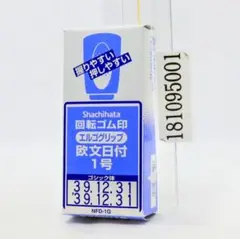 握りやすい
押しやすい
Shachihata
回転ゴム印
エルゴグリップ
欧文日付
1号
ゴシック体
'39.12.31
'39.12.31
NFD-1G
181095001